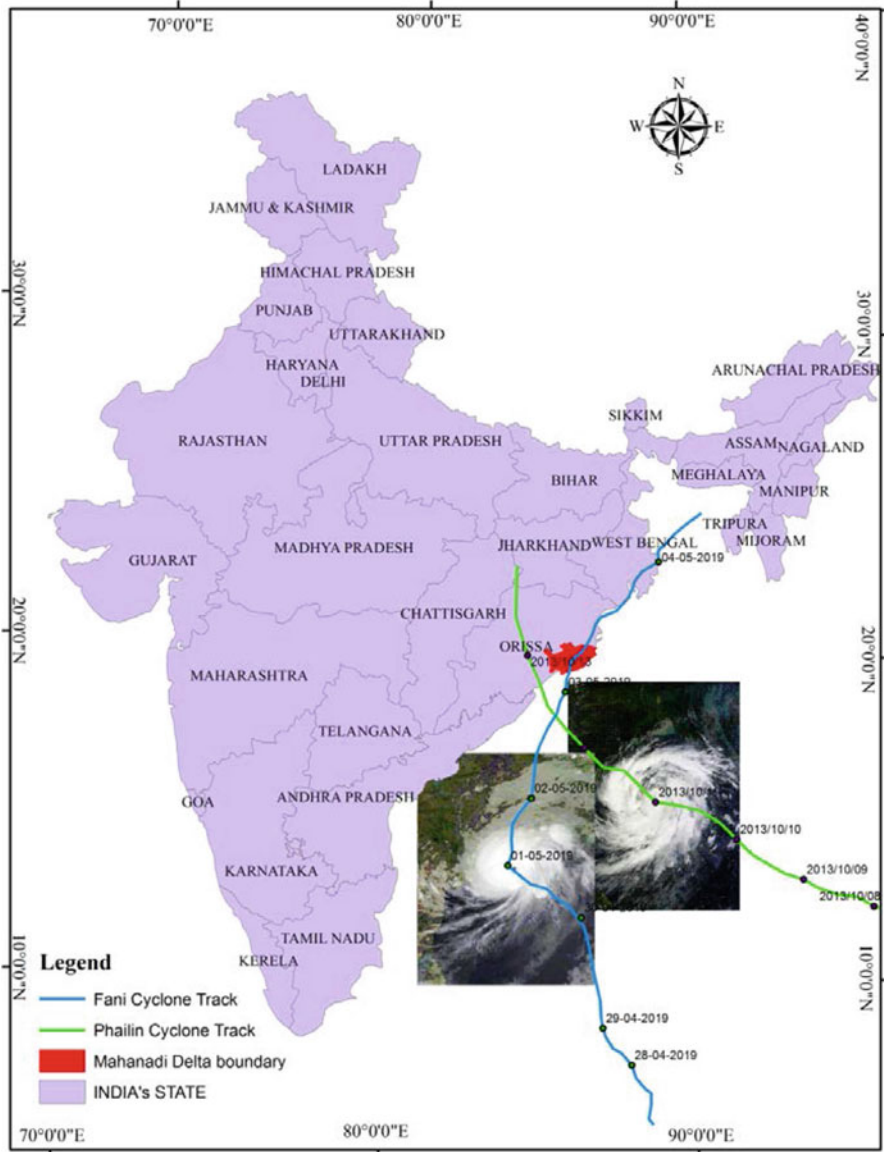 70°0'0"E 80°0'0"E 90°0'0"E
40°0'0"N
N
W E
S
LADAKH
JAMMU & KASHMIR
HIMACHAL PRADESH
30°0'0"N 30°0'0"N
PUNJAB
UTTARAKHAND
HARYANA
DELHI
ARUNACHAL PRADESH
SIKKIM
RAJASTHAN
UTTAR PRADESH
ASSAM
NAGALAND
MEGHALAYA
BIHAR
MANIPUR
TRIPURA
MIJORAM
GUJARAT
MADHYA PRADESH
JHARKHAND
WEST BENGAL
04-05-2019
CHATTISGARH
20°0'0"N 20°0'0"N
ORISSA
2013/10/13
MAHARASHTRA
03-05-2019
TELANGANA
GOA
ANDHRA PRADESH
02-05-2019
2013/10/10
01-05-2019
KARNATAKA
2013/10/09
2013/10/08
TAMIL NADU
KERELA
10°0'0"N 10°0'0"N
29-04-2019
28-04-2019
Legend
Fani Cyclone Track
Phailin Cyclone Track
Mahanadi Delta boundary
INDIA's STATE
70°0'0"E 80°0'0"E 90°0'0"E